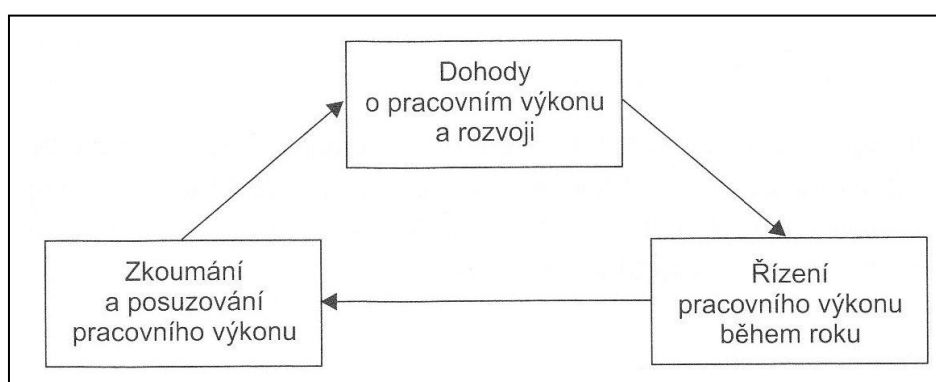 Dohody
o pracovním výkonu
a rozvoji
Zkoumání
a posuzování
pracovního výkonu
Řízení
pracovního výkonu
během roku